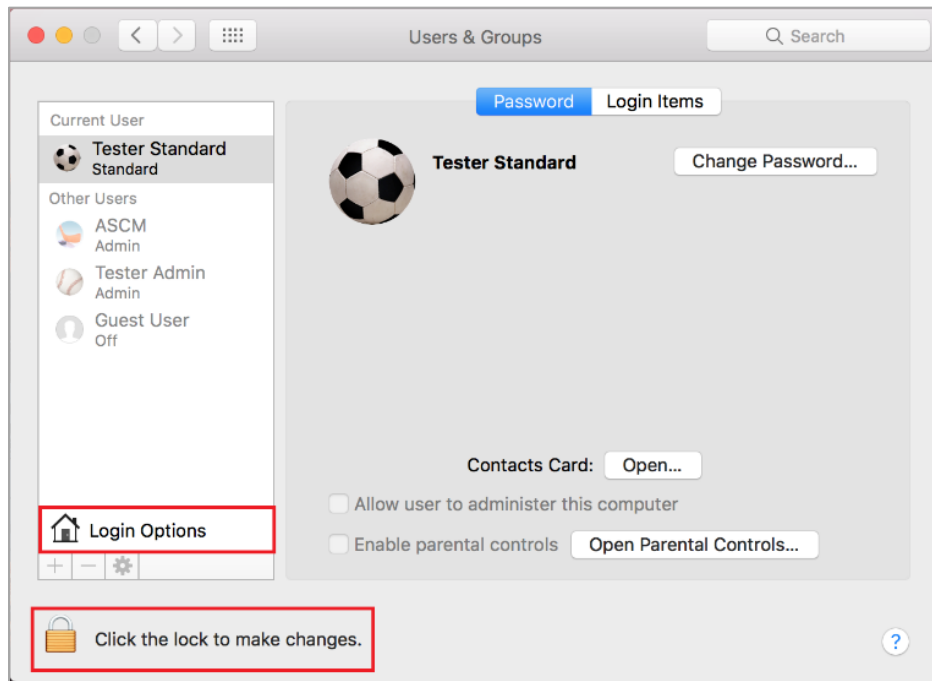 Users & Groups
Search
Password
Login Items
Current User
Tester Standard
Standard
Other Users
ASCM
Admin
Tester Admin
Admin
Guest User
Off
Login Options
Tester Standard
Change Password...
Contacts Card:
Open...
Allow user to administer this computer
Enable parental controls
Open Parental Controls...
Click the lock to make changes.
?